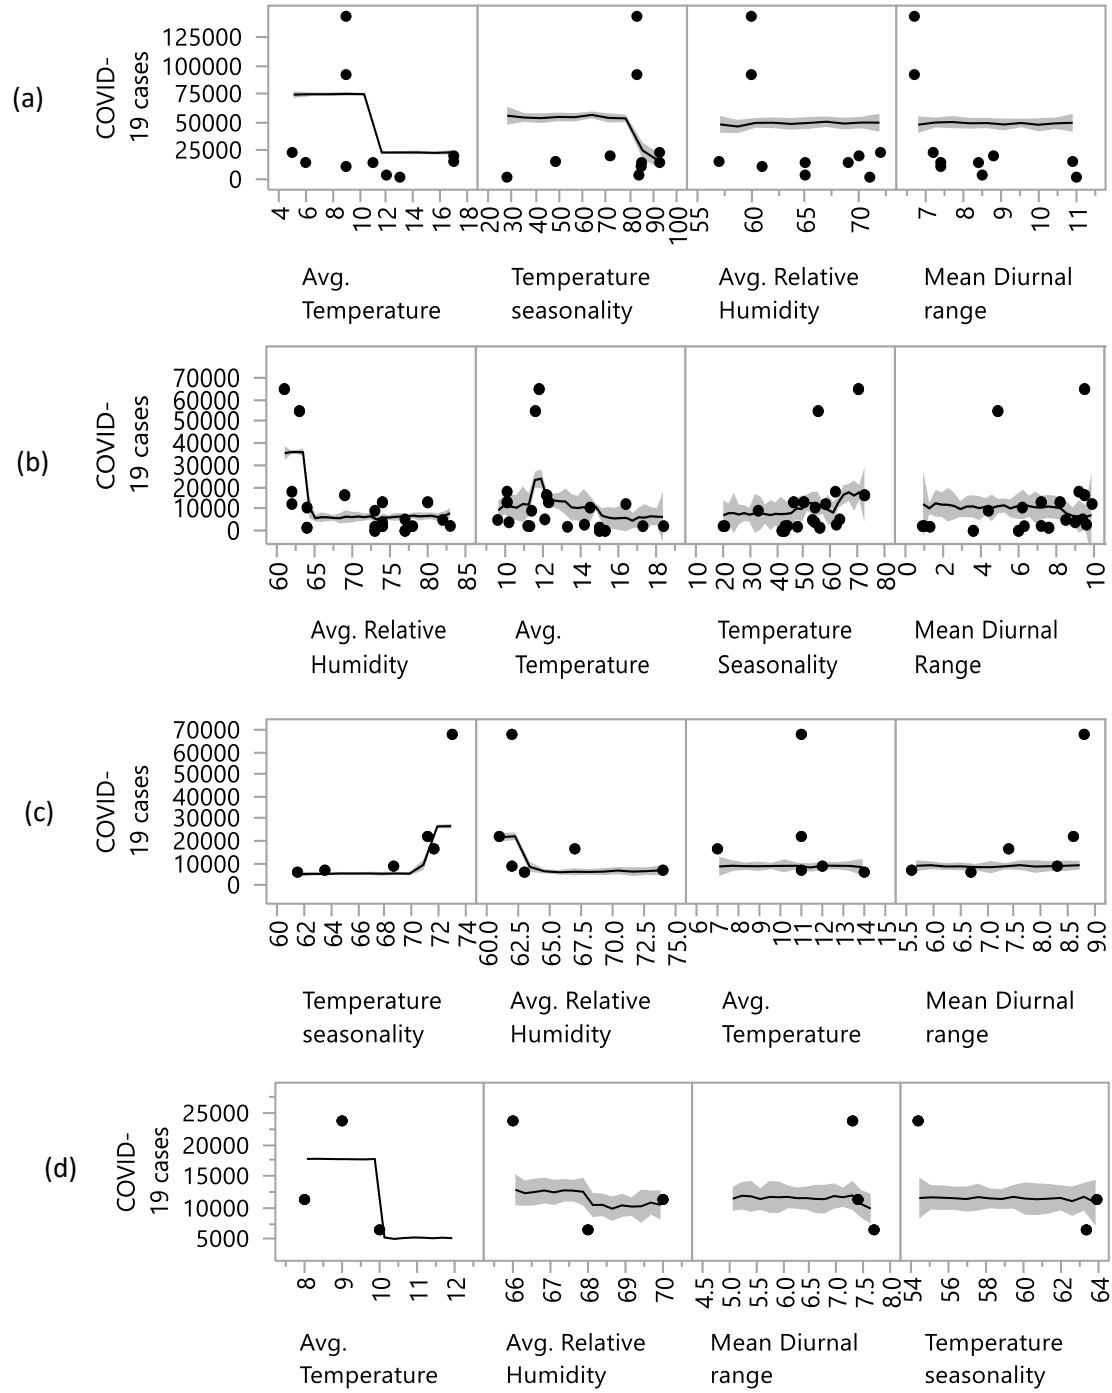 (a)
COVID-
19 cases
125000
100000
75000
50000
25000
0
4 6 8 10 12 14 16 18 20 30 40 50 60 70 80 90 100 55 60 65 70 7 8 9 10 11
Avg. Temperature Avg. Relative Mean Diurnal
Temperature seasonality Humidity range
(b)
COVID-
19 cases
70000
60000
50000
40000
30000
20000
10000
0
60 65 70 75 80 85 10 12 14 16 18 10 20 30 40 50 60 70 80 0 2 4 6 8 10
Avg. Relative Avg. Temperature Mean Diurnal
Humidity Temperature Seasonality Range
(c)
COVID-
19 cases
70000
60000
50000
40000
30000
20000
10000
0
60 62 64 66 68 70 72 74 60.0 62.5 65.0 67.5 70.0 72.5 75.0 6 7 8 9 10 11 12 13 14 15 5.5 6.0 6.5 7.0 7.5 8.0 8.5 9.0
Temperature Avg. Relative Avg. Mean Diurnal
seasonality Humidity Temperature range
(d)
COVID-
19 cases
25000
20000
15000
10000
5000
8 9 10 11 12 66 67 68 69 70 4.5 5.0 5.5 6.0 6.5 7.0 7.5 8.0 54 56 58 60 62 64
Avg. Avg. Relative Mean Diurnal Temperature
Temperature Humidity range seasonality